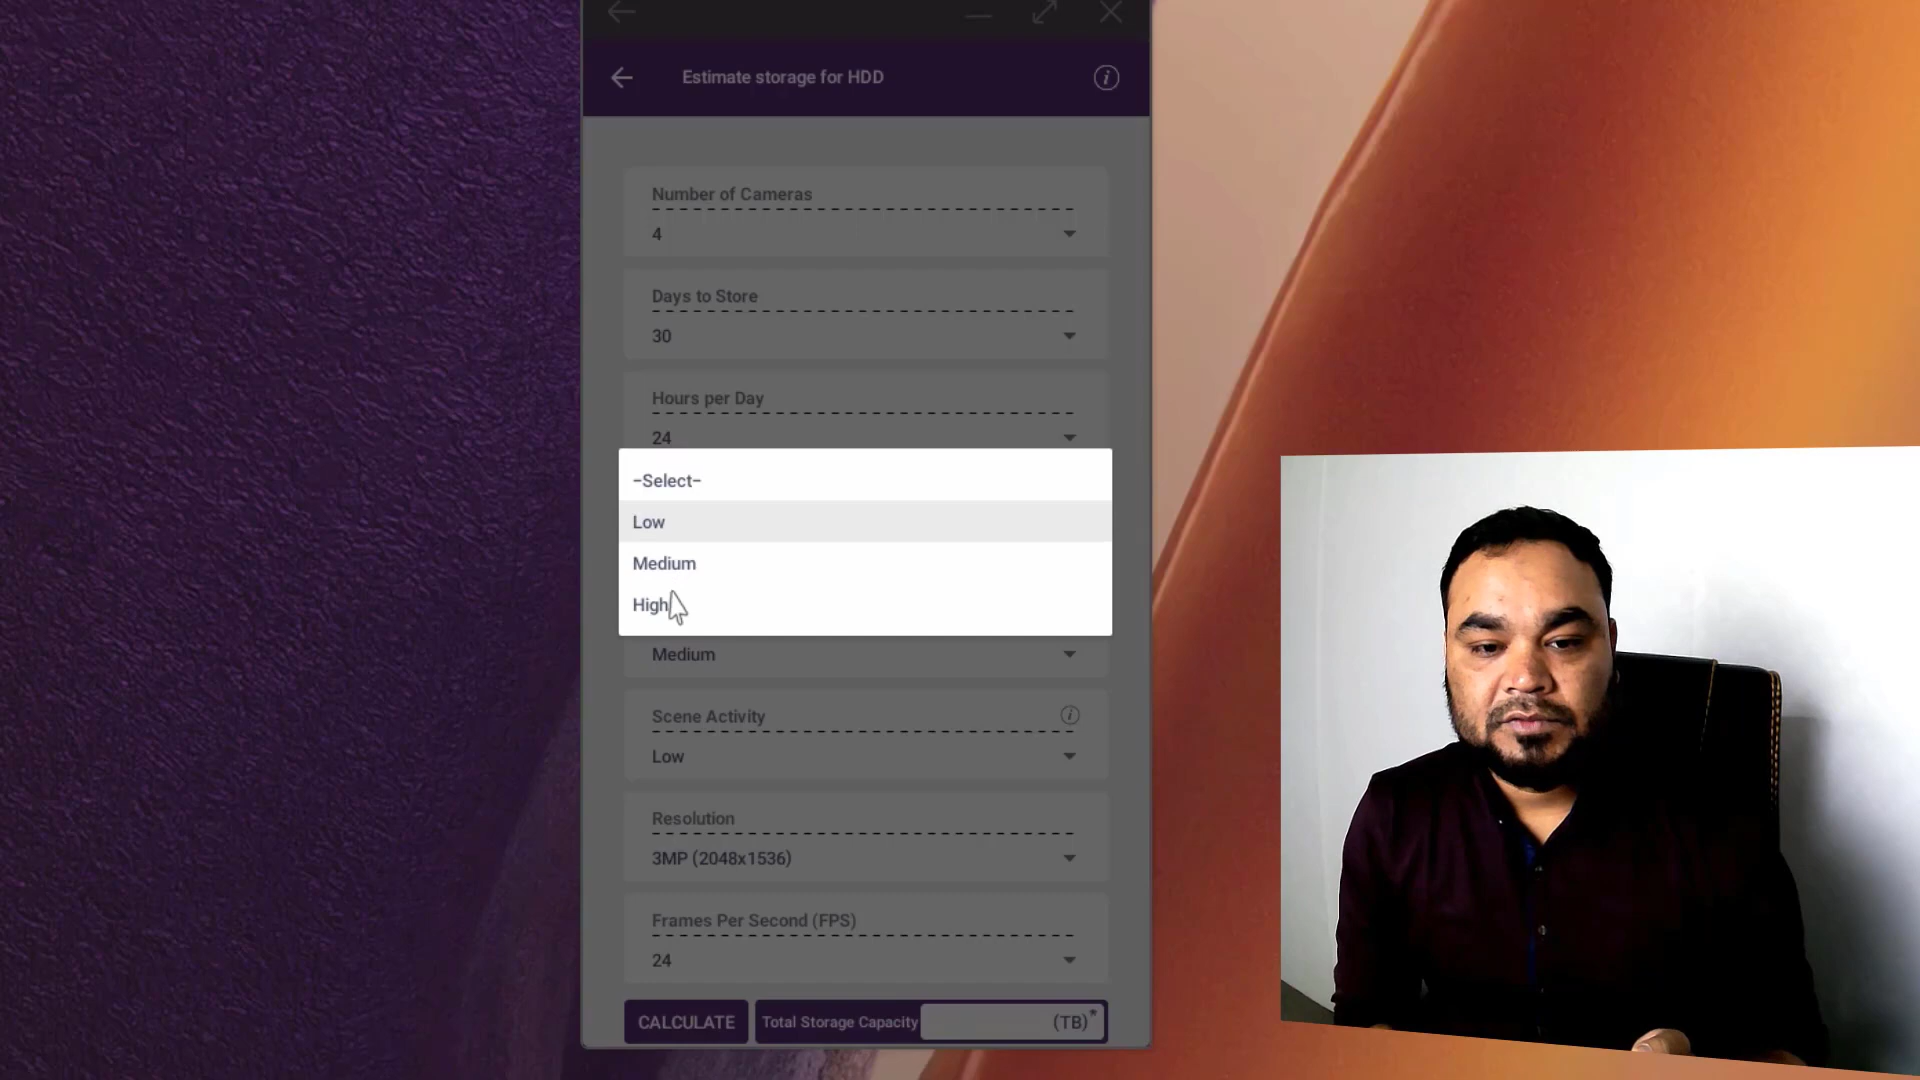 Estimate storage for HDD
Number of Cameras
4
Days to Store
30
Hours per Day
24
-Select-
Low
Medium
High
Medium
Scene Activity
Low
Resolution
3MP (2048x1536)
Frames Per Second (FPS)
24
CALCULATE Total Storage Capacity (TB)*